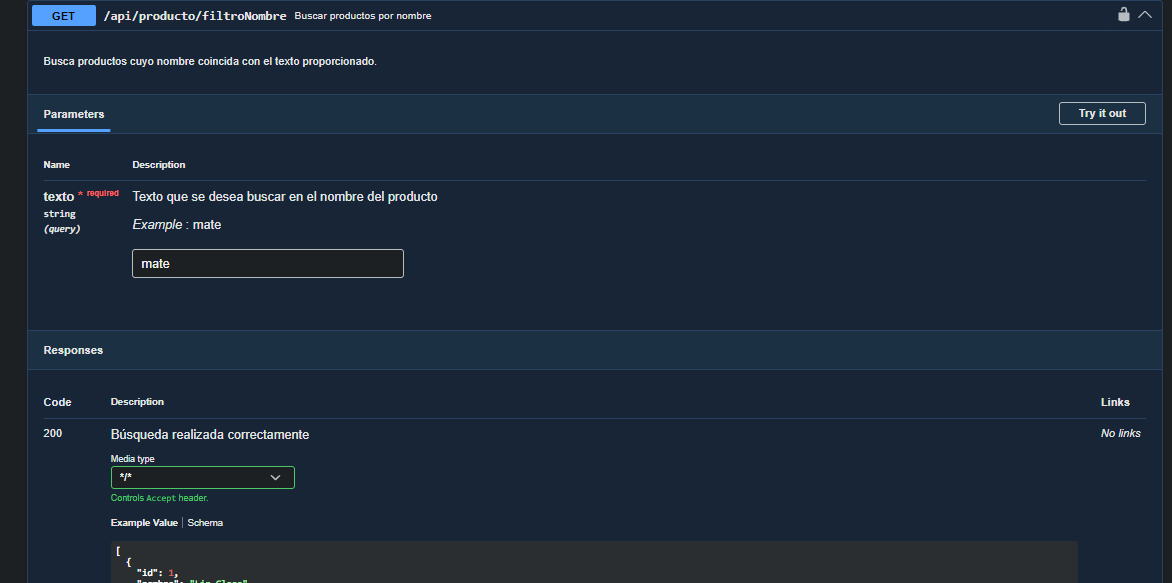 GET /api/producto/filtroNombre Buscar productos por nombre
Busca productos cuyo nombre coincida con el texto proporcionado.
Parameters
Try it out
Name Description
texto * required Texto que se desea buscar en el nombre del producto
string
(query)
Example : mate
mate
Responses
Code Description Links
200 Búsqueda realizada correctamente No links
Media type
*/*
Controls Accept header.
Example Value | Schema
[
{
"id": 1,